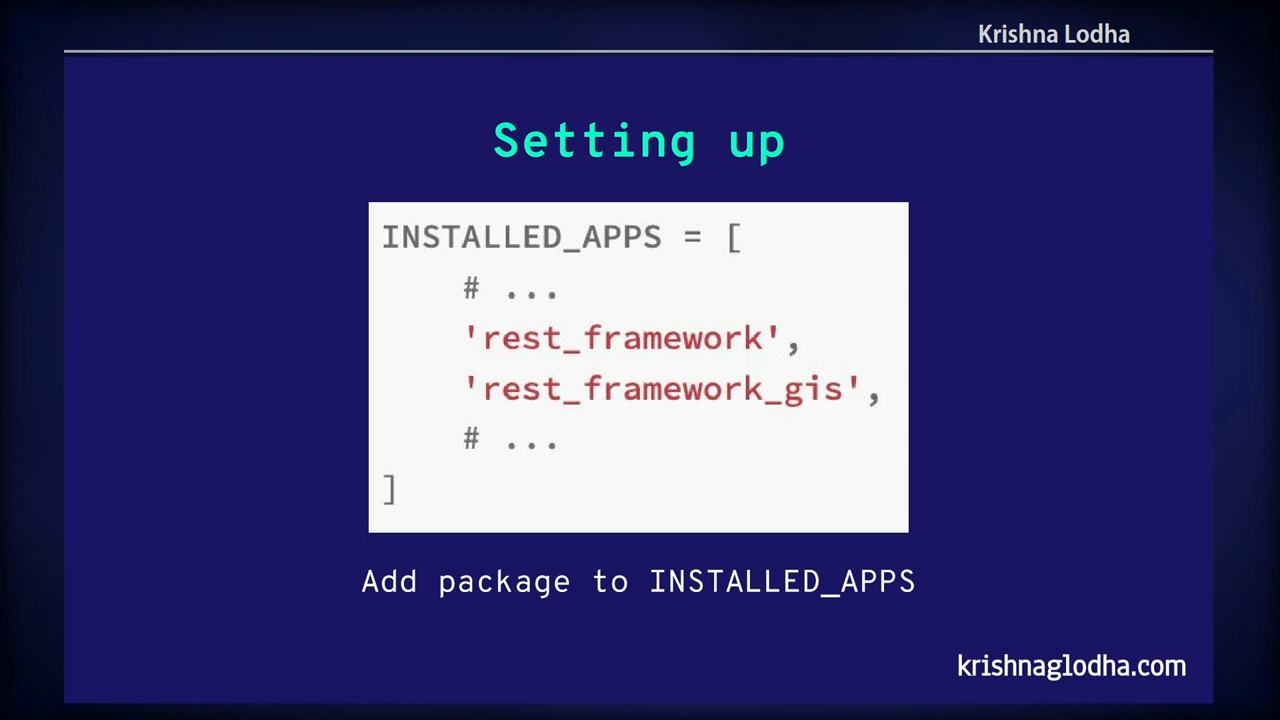 Krishna Lodha
Setting up
INSTALLED_APPS = [
    # ...
    'rest_framework',
    'rest_framework_gis',
    # ...
]
Add package to INSTALLED_APPS
krishnaglodha.com